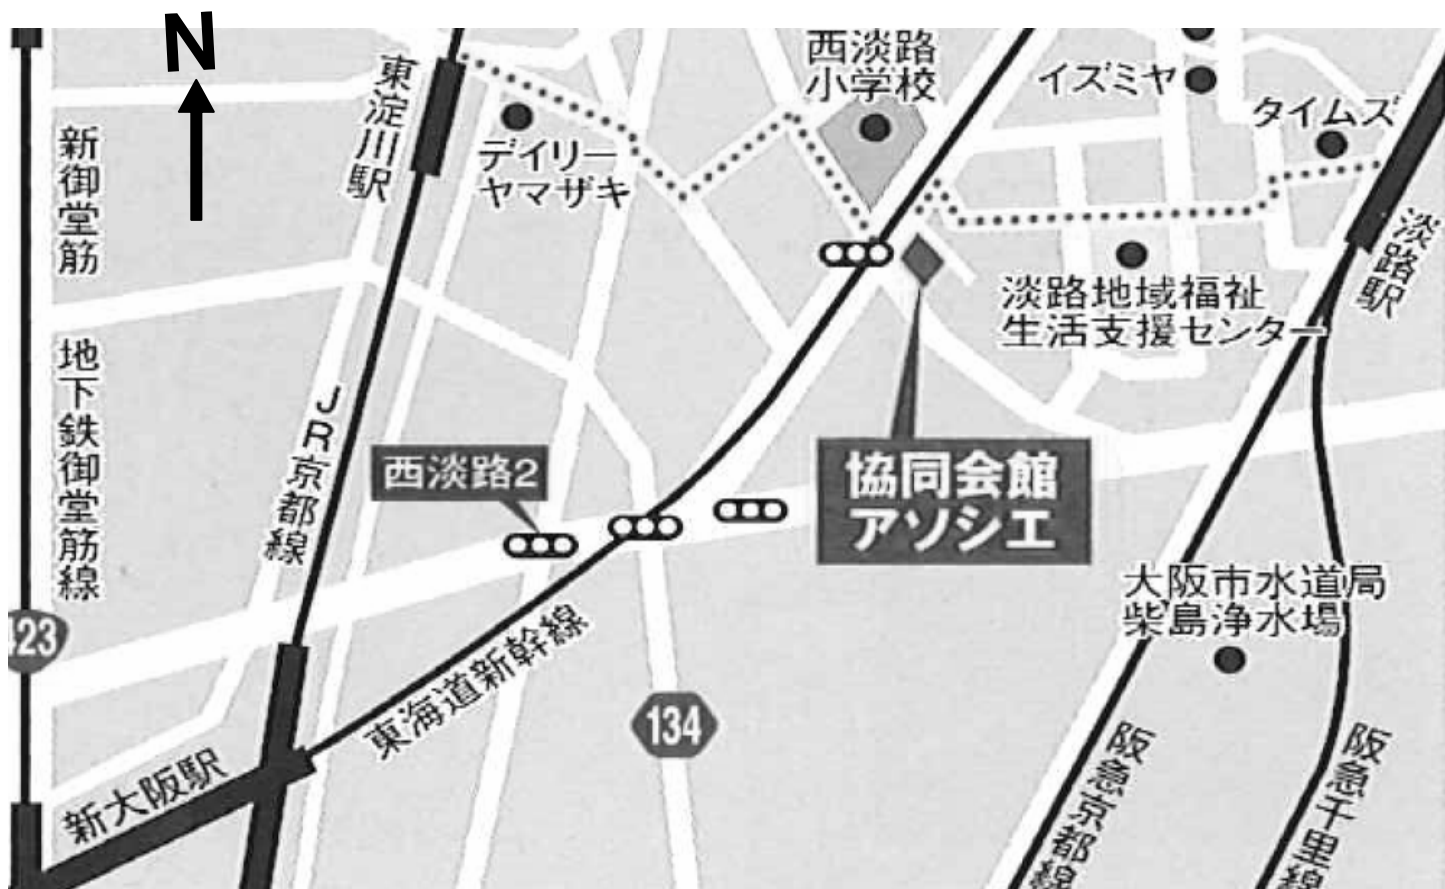 N
西淡路
小学校
イズミヤ
タイムズ
東淀川駅
デイリー
ヤマザキ
新御堂筋
淡路駅
淡路地域福祉
生活支援センター
地下鉄御堂筋線
JR京都線
西淡路2
協同会館
アソシエ
大阪市水道局
柴島浄水場
423
東海道新幹線
134
新大阪駅
阪急京都線
阪急千里線